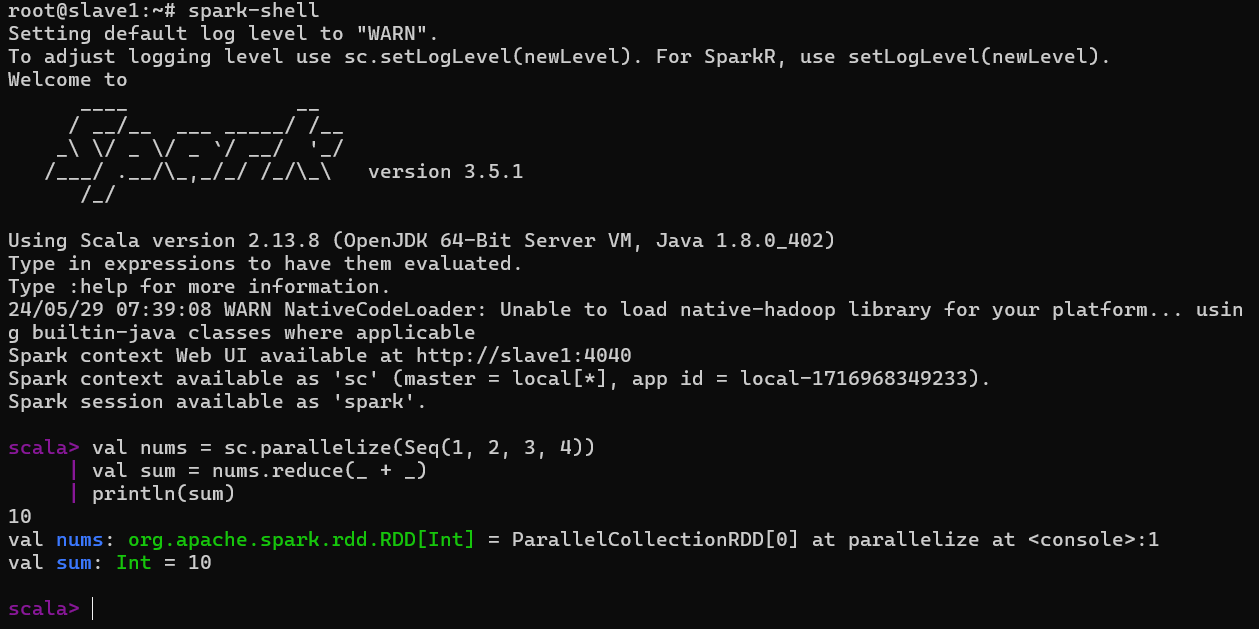 root@slave1:~# spark-shell
Setting default log level to "WARN".
To adjust logging level use sc.setLogLevel(newLevel). For SparkR, use setLogLevel(newLevel).
Welcome to
      ____              __
     / __/__  ___ _____/ /__
    _\ \/ _ \/ _ `/ __/  '_/
   /___/ .__/\_,_/_/ /_/\_\   version 3.5.1
      /_/

Using Scala version 2.13.8 (OpenJDK 64-Bit Server VM, Java 1.8.0_402)
Type in expressions to have them evaluated.
Type :help for more information.
24/05/29 07:39:08 WARN NativeCodeLoader: Unable to load native-hadoop library for your platform... usin
g builtin-java classes where applicable
Spark context Web UI available at http://slave1:4040
Spark context available as 'sc' (master = local[*], app id = local-1716968349233).
Spark session available as 'spark'.

scala> val nums = sc.parallelize(Seq(1, 2, 3, 4))
     | val sum = nums.reduce(_ + _)
     | println(sum)
10
val nums: org.apache.spark.rdd.RDD[Int] = ParallelCollectionRDD[0] at parallelize at <console>:1
val sum: Int = 10

scala>